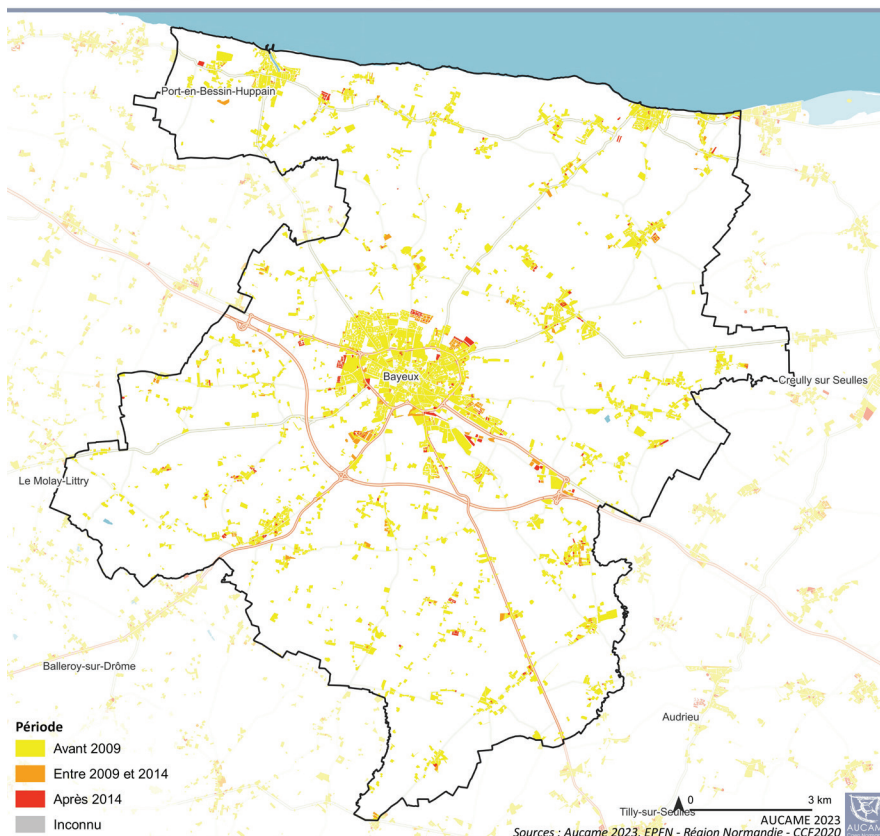 Port-en-Bessin-Huppain
Bayeux
Creully sur Seulles
Le Molay-Littry
Balleroy-sur-Drôme
Audrieu
Tilly-sur-Seulles
Période
Avant 2009
Entre 2009 et 2014
Après 2014
Inconnu
0 3 km
AUCAME 2023
Sources : Aucame 2023, EPFN - Région Normandie - CCF2020
AUCAME